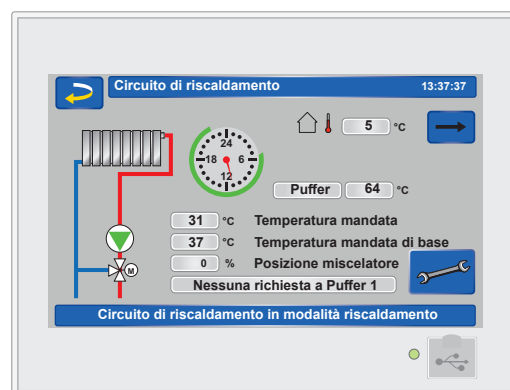 Circuito di riscaldamento 13:37:37
5 °C
24
18 6
12
Puffer 64 °C
31 °C Temperatura mandata
37 °C Temperatura mandata di base
0 % Posizione miscelatore
M
Nessuna richiesta a Puffer 1
Circuito di riscaldamento in modalità riscaldamento